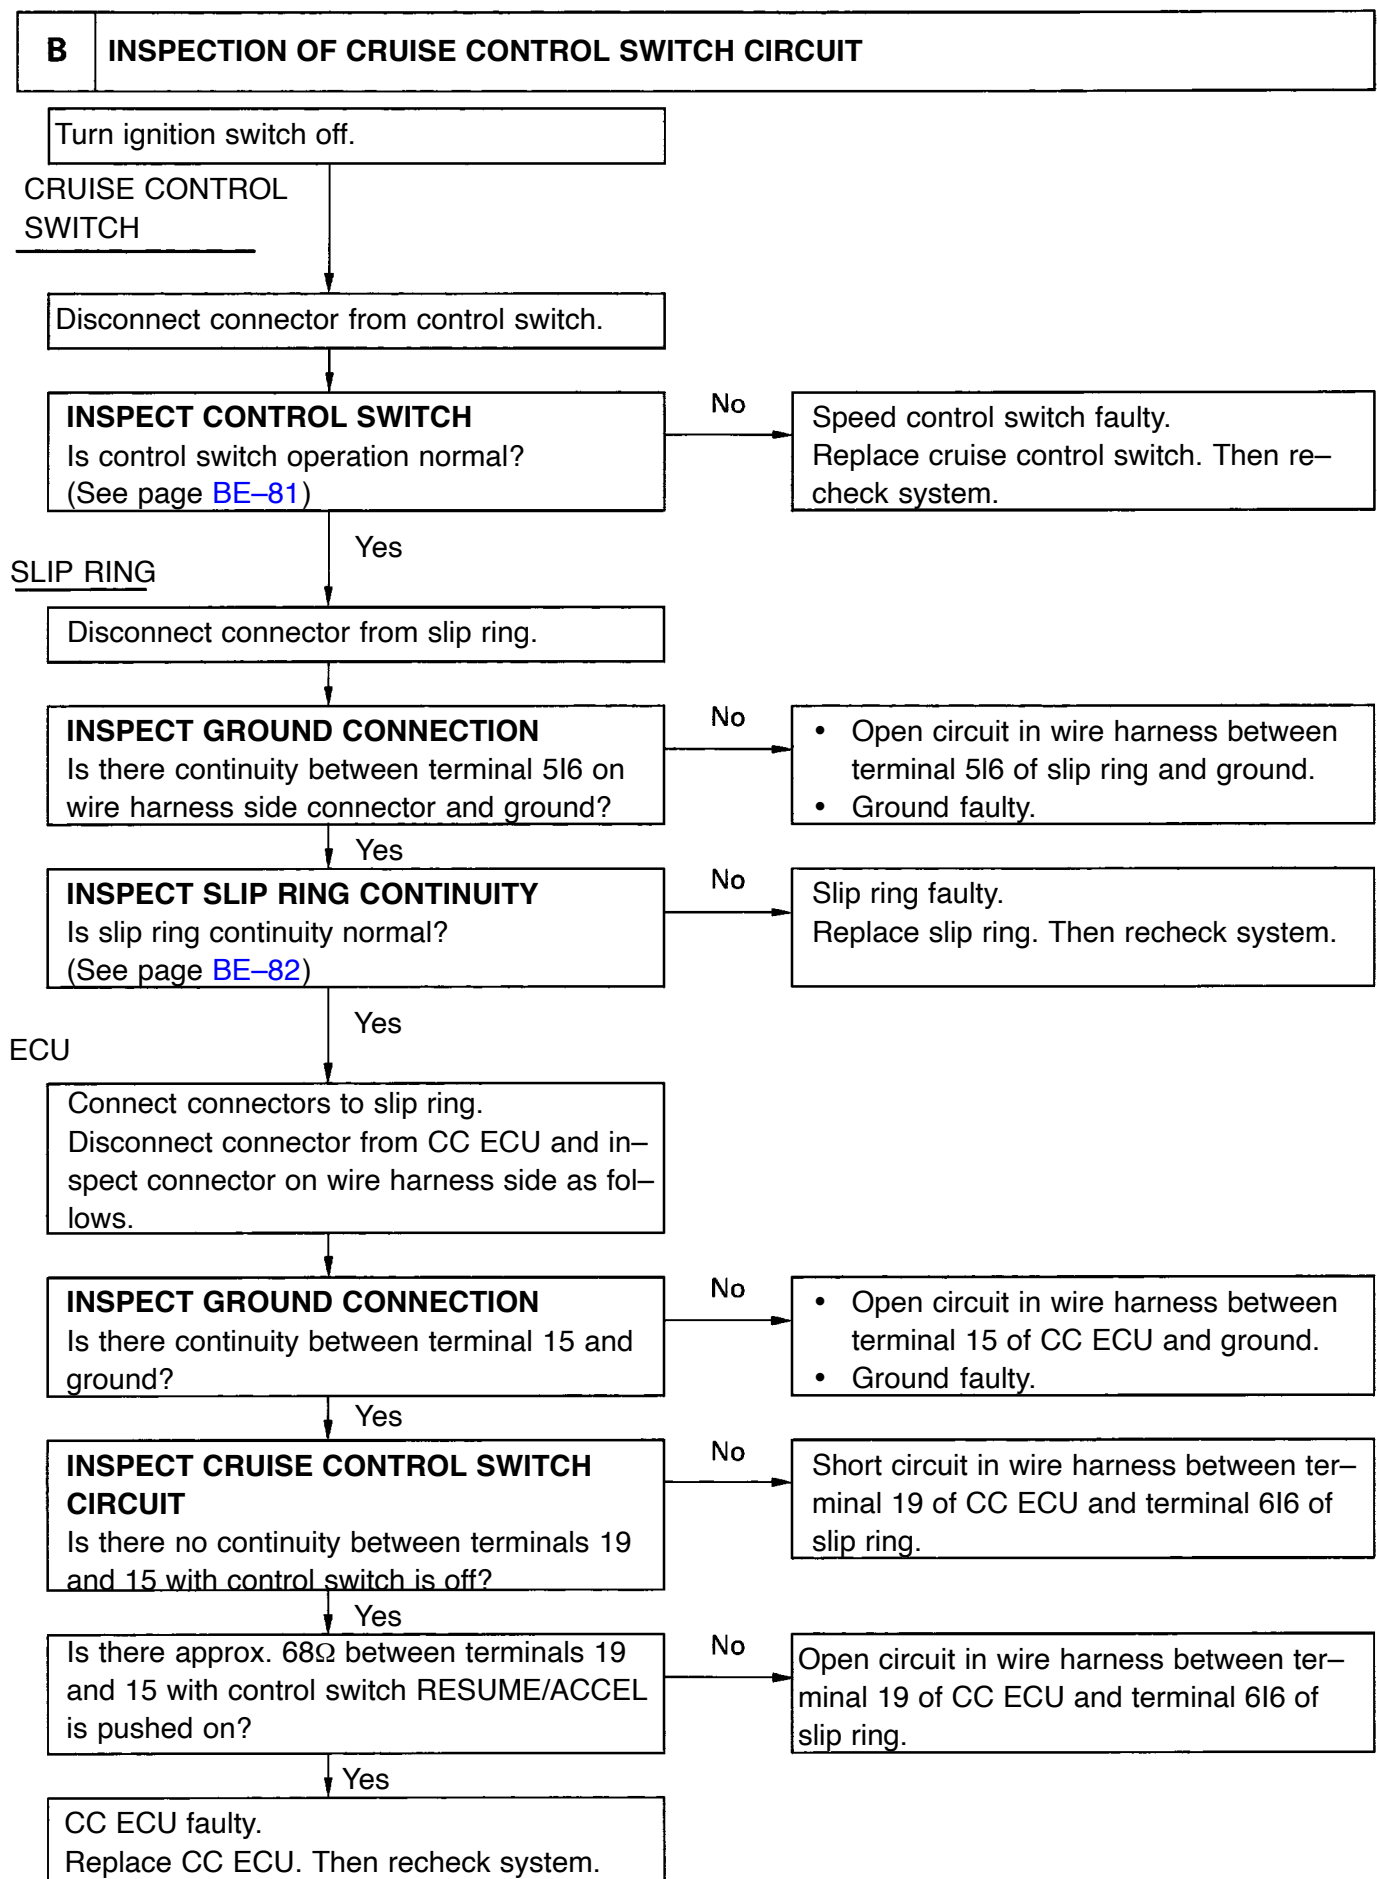 B INSPECTION OF CRUISE CONTROL SWITCH CIRCUIT
Turn ignition switch off.
CRUISE CONTROL
SWITCH
Disconnect connector from control switch.
INSPECT CONTROL SWITCH
Is control switch operation normal?
(See page BE–81)
No
Speed control switch faulty.
Replace cruise control switch. Then re–
check system.
Yes
SLIP RING
Disconnect connector from slip ring.
INSPECT GROUND CONNECTION
Is there continuity between terminal 5I6 on
wire harness side connector and ground?
No
• Open circuit in wire harness between
terminal 5I6 of slip ring and ground.
• Ground faulty.
Yes
INSPECT SLIP RING CONTINUITY
Is slip ring continuity normal?
(See page BE–82)
No
Slip ring faulty.
Replace slip ring. Then recheck system.
Yes
ECU
Connect connectors to slip ring.
Disconnect connector from CC ECU and in–
spect connector on wire harness side as fol–
lows.
INSPECT GROUND CONNECTION
Is there continuity between terminal 15 and
ground?
No
• Open circuit in wire harness between
terminal 15 of CC ECU and ground.
• Ground faulty.
Yes
INSPECT CRUISE CONTROL SWITCH
CIRCUIT
Is there no continuity between terminals 19
and 15 with control switch is off?
No
Short circuit in wire harness between ter–
minal 19 of CC ECU and terminal 6I6 of
slip ring.
Yes
Is there approx. 68Ω between terminals 19
and 15 with control switch RESUME/ACCEL
is pushed on?
No
Open circuit in wire harness between ter–
minal 19 of CC ECU and terminal 6I6 of
slip ring.
Yes
CC ECU faulty.
Replace CC ECU. Then recheck system.